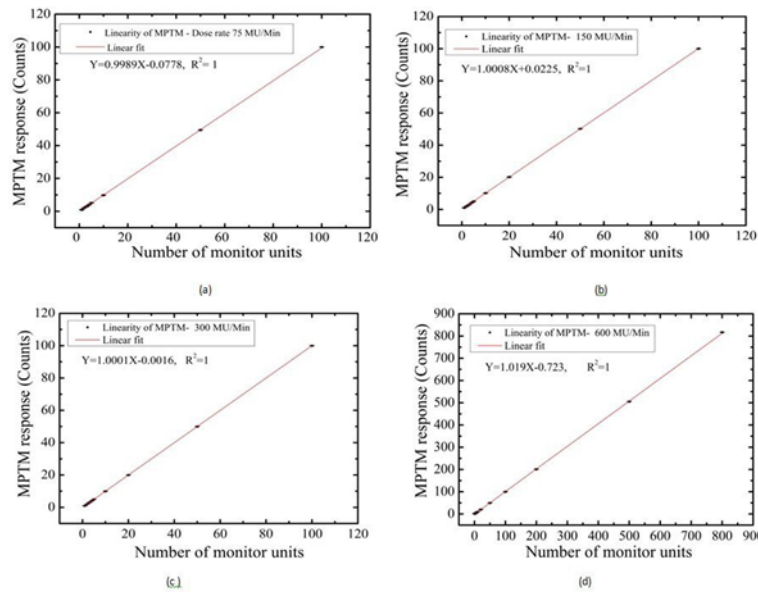 120
100
80
60
40
20
0
MPTM response (Counts)
Linearity of MPTM - Dose rate 75 MU/Min
Linear fit
Y=0.9989X-0.0778, R²= 1
0 20 40 60 80 100 120
Number of monitor units
(a)
120
100
80
60
40
20
0
MPTM response (Counts)
Linearity of MPTM- 150 MU/Min
Linear fit
Y=1.0008X+0.0225, R²=1
0 20 40 60 80 100 120
Number of monitor units
(b)
120
100
80
60
40
20
0
MPTM response (Counts)
Linearity of MPTM- 300 MU/Min
Linear fit
Y=1.0001X-0.0016, R²=1
0 20 40 60 80 100 120
Number of monitor units
(c )
900
800
700
600
500
400
300
200
100
0
MPTM response (Counts)
Linearity of MPTM- 600 MU/Min
Linear fit
Y=1.019X-0.723, R²=1
0 100 200 300 400 500 600 700 800 900
Number of monitor units
(d)